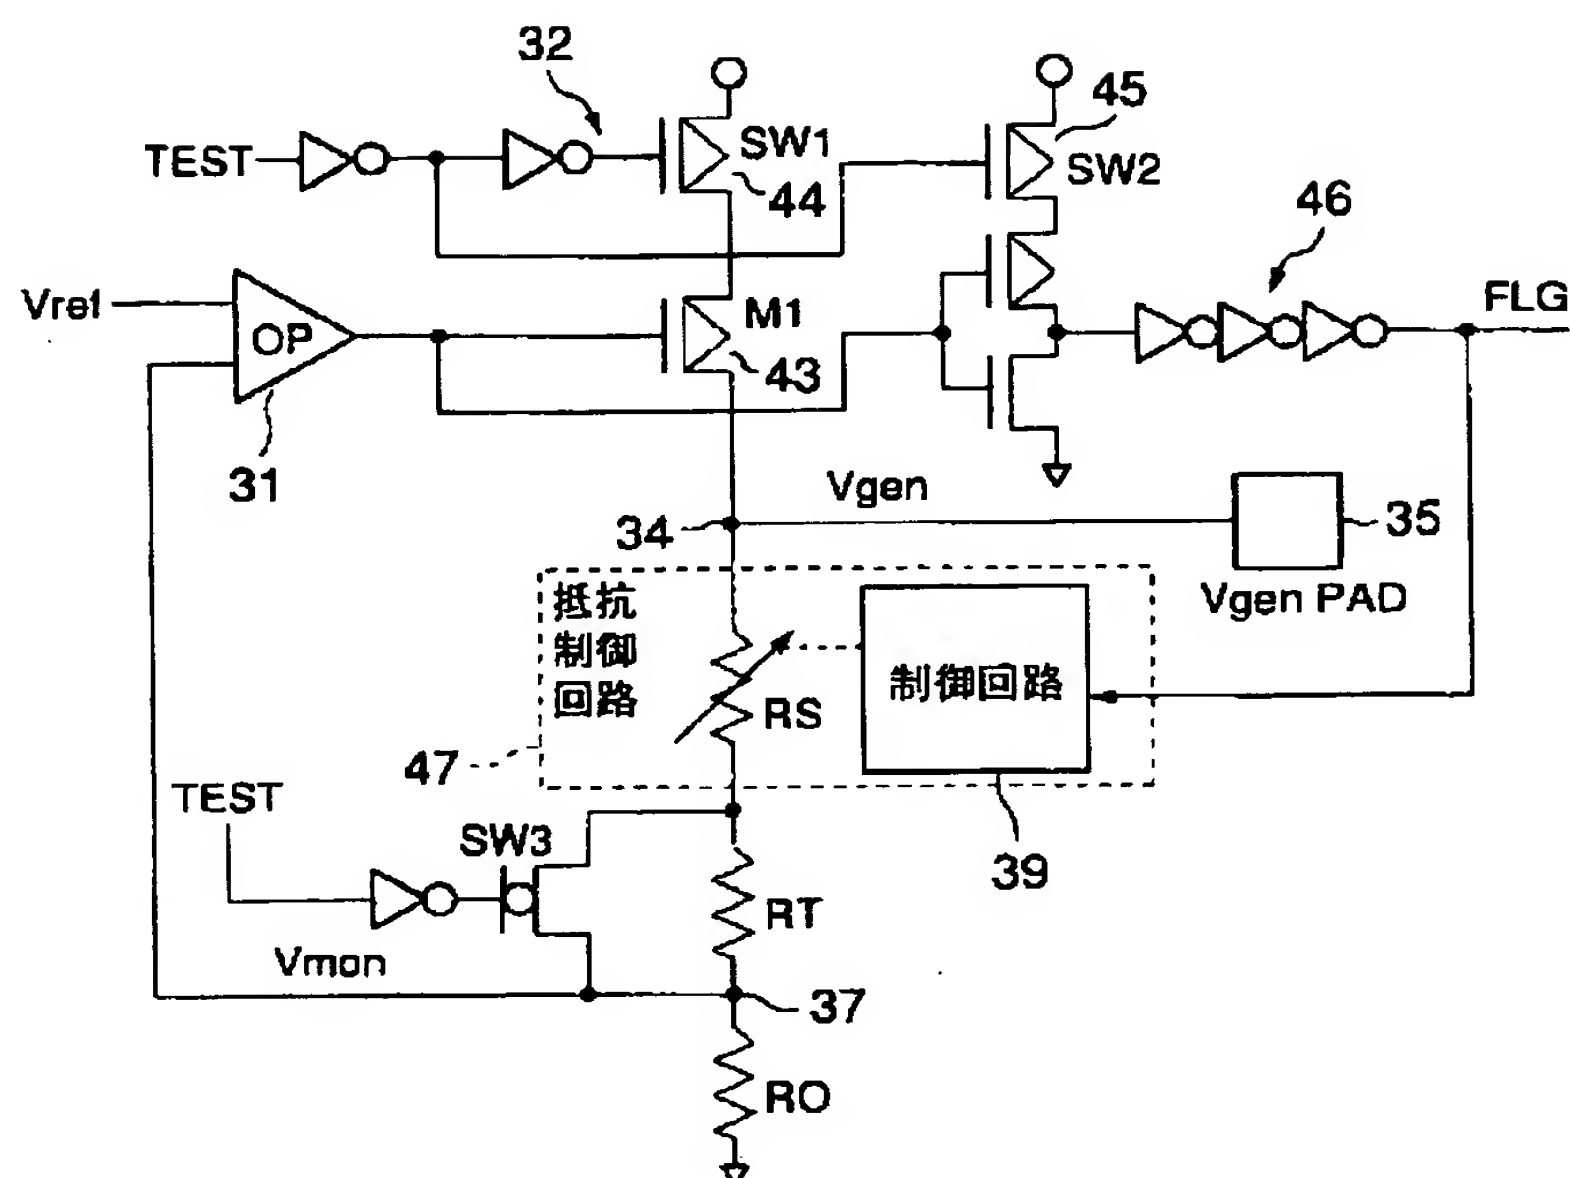 32
TEST
SW1
44
45
SW2
46
Vref
OP
31
M1
43
FLG
Vgen
34
35
Vgen PAD
抵抗
制御
回路
RS
制御回路
47
39
TEST
SW3
RT
Vmon
37
RO